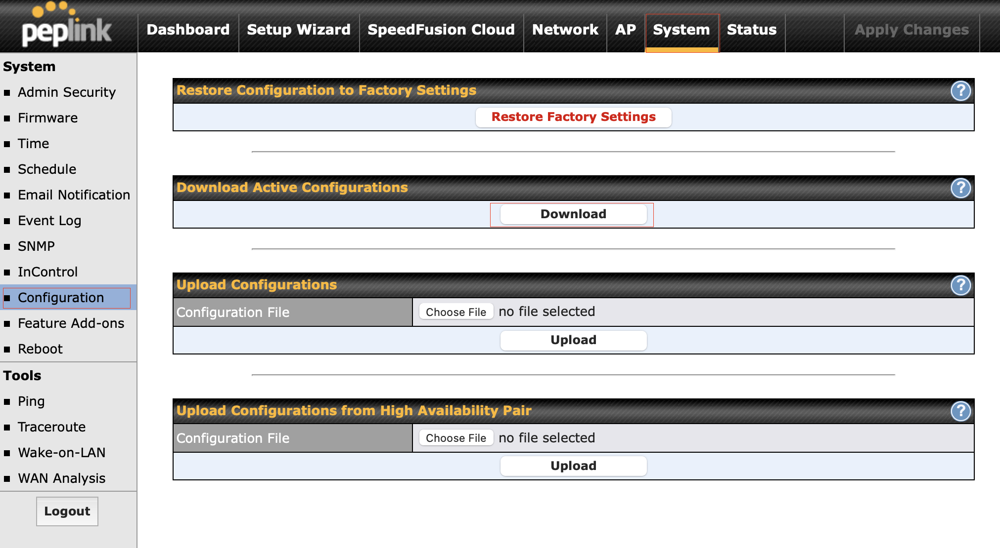 peplink
Dashboard
Setup Wizard
SpeedFusion Cloud
Network
AP
System
Status
Apply Changes
System
Admin Security
Firmware
Time
Schedule
Email Notification
Event Log
SNMP
InControl
Configuration
Feature Add-ons
Reboot
Tools
Ping
Traceroute
Wake-on-LAN
WAN Analysis
Logout
Restore Configuration to Factory Settings
?
Restore Factory Settings
Download Active Configurations
?
Download
Upload Configurations
?
Configuration File
Choose File no file selected
Upload
Upload Configurations from High Availability Pair
?
Configuration File
Choose File no file selected
Upload